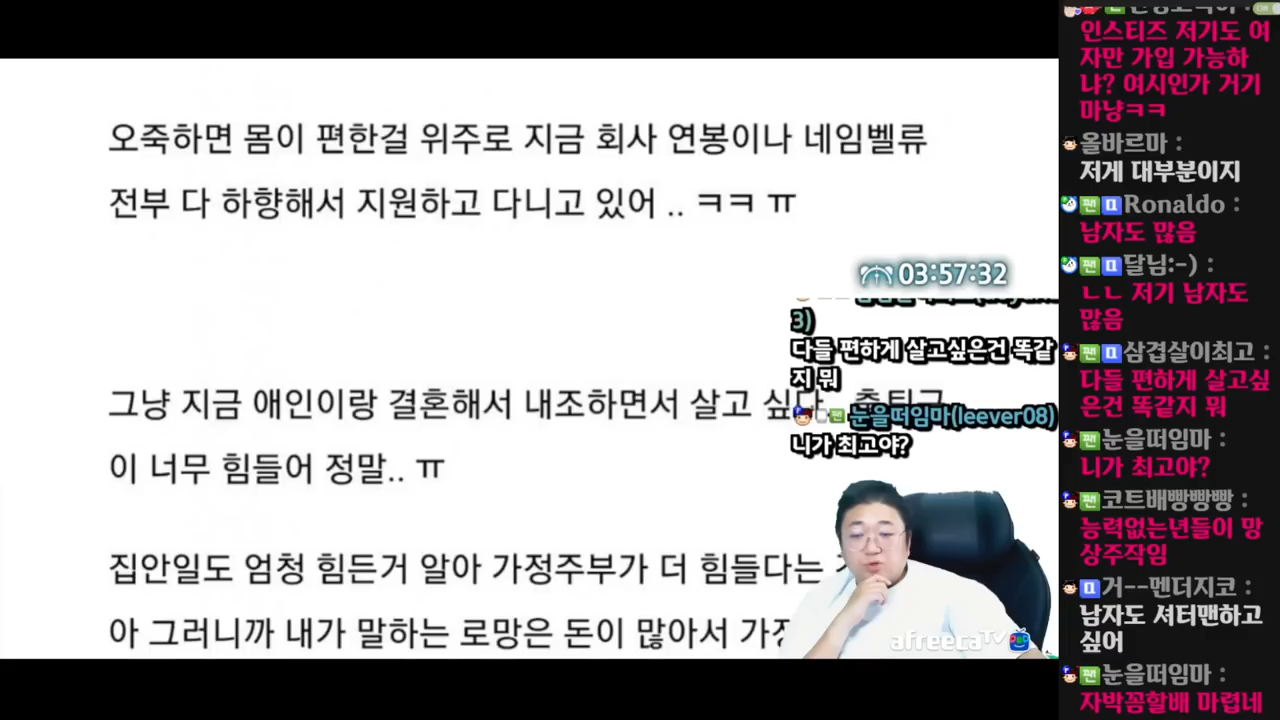 오죽하면 몸이 편한걸 위주로 지금 회사 연봉이나 네임벨류
전부 다 하향해서 지원하고 다니고 있어 .. ㅋㅋ ㅠ
03:57:32
3)
다들 편하게 살고싶은건 똑같
지 뭐
눈을떠임마(leever08)
니가 최고야?
그냥 지금 애인이랑 결혼해서 내조하면서 살고 싶다..
이 너무 힘들어 정말.. ㅠ
집안일도 엄청 힘든거 알아 가정주부가 더 힘들다는
아 그러니까 내가 말하는 로망은 돈이 많아서
afreecaTV
인스티즈 저기도 여
자만 가입 가능하
냐? 여시인가 거기
마냥ㅋㅋ
올바르마 :
저게 대부분이지
Ronaldo :
남자도 많음
달님:-) :
ㄴㄴ 저기 남자도
많음
삼겹살이최고 :
다들 편하게 살고싶
은건 똑같지 뭐
눈을떠임마 :
니가 최고야?
코트배빵빵빵 :
능력없는년들이 망
상주작임
거--멘더지코 :
남자도 셔터맨하고
싶어
눈을떠임마 :
자박꼼할배 마렵네